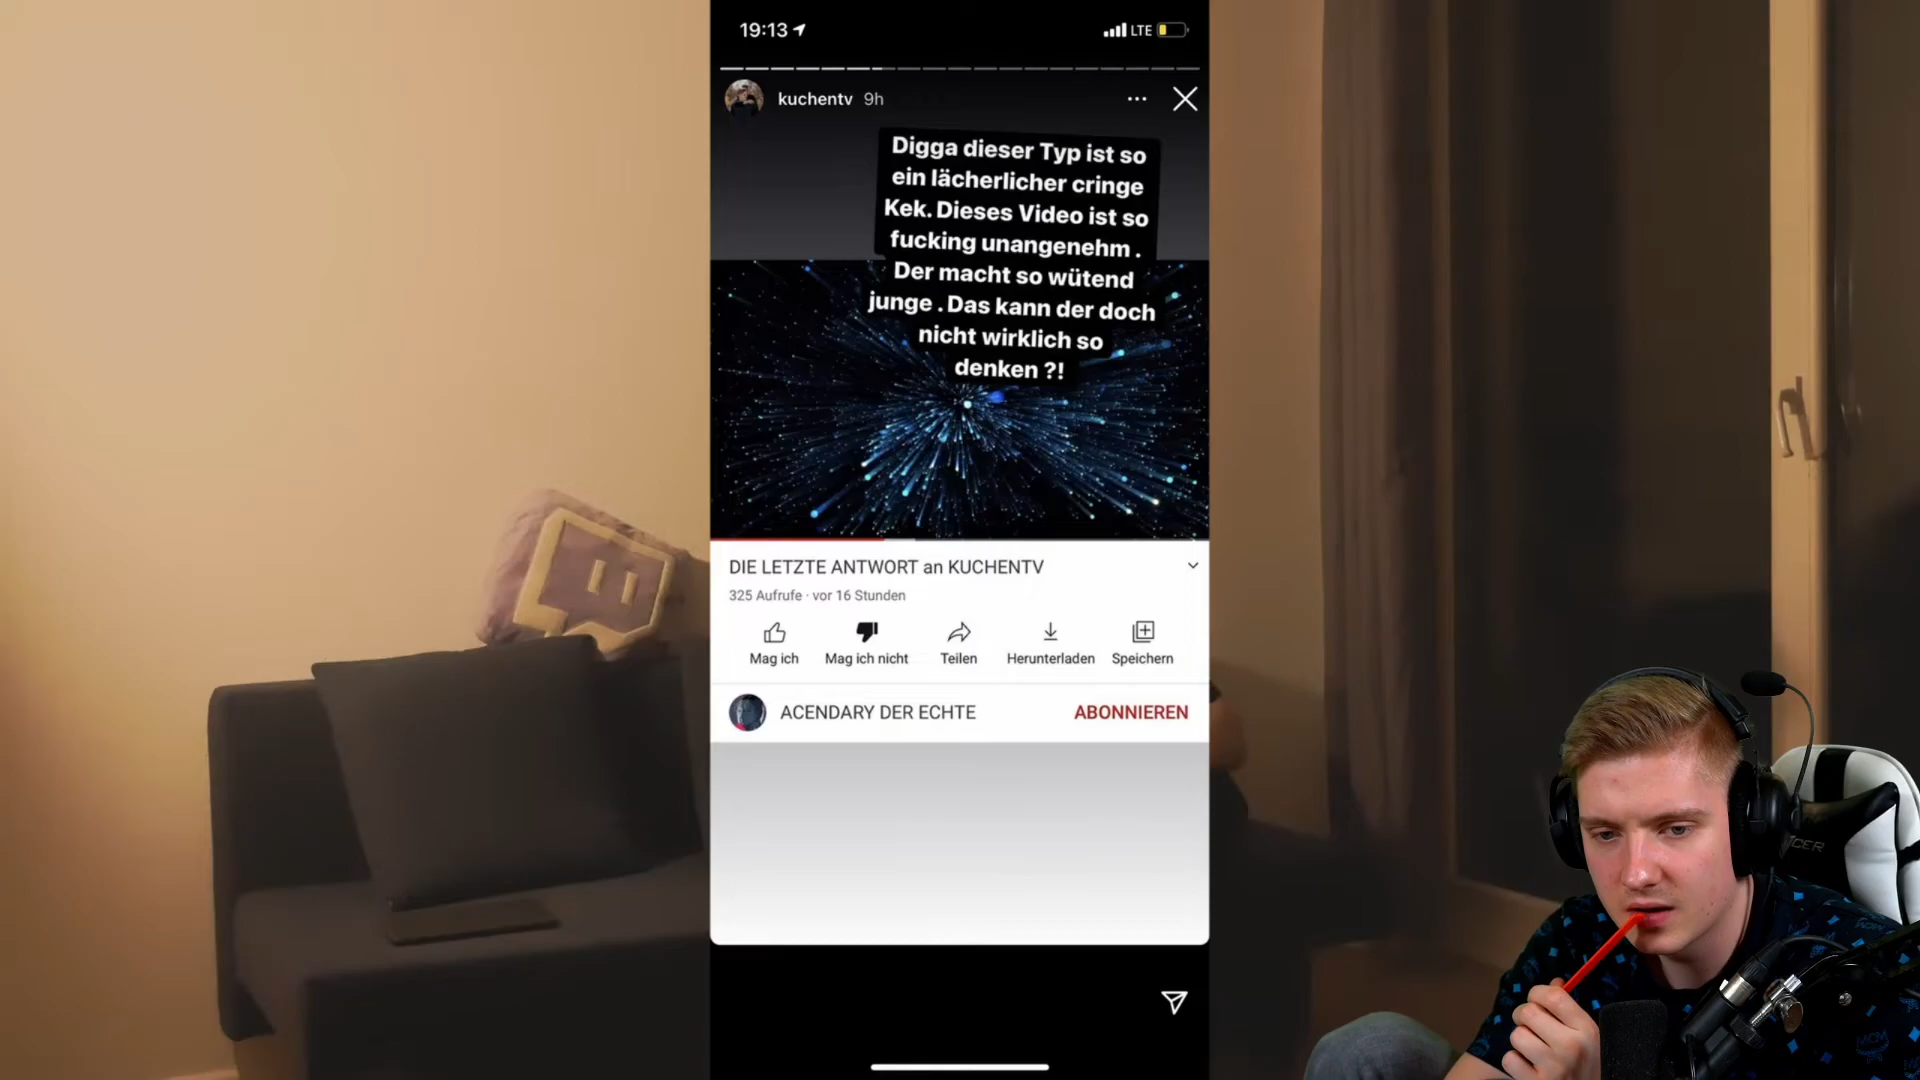 19:13
LTE
kuchentv 9h
Digga dieser Typ ist so
ein lächerlicher cringe
Kek. Dieses Video ist so
fucking unangenehm .
Der macht so wütend
junge . Das kann der doch
nicht wirklich so
denken ?!
DIE LETZTE ANTWORT an KUCHENTV
325 Aufrufe · vor 16 Stunden
Mag ich
Mag ich nicht
Teilen
Herunterladen
Speichern
ACENDARY DER ECHTE
ABONNIEREN